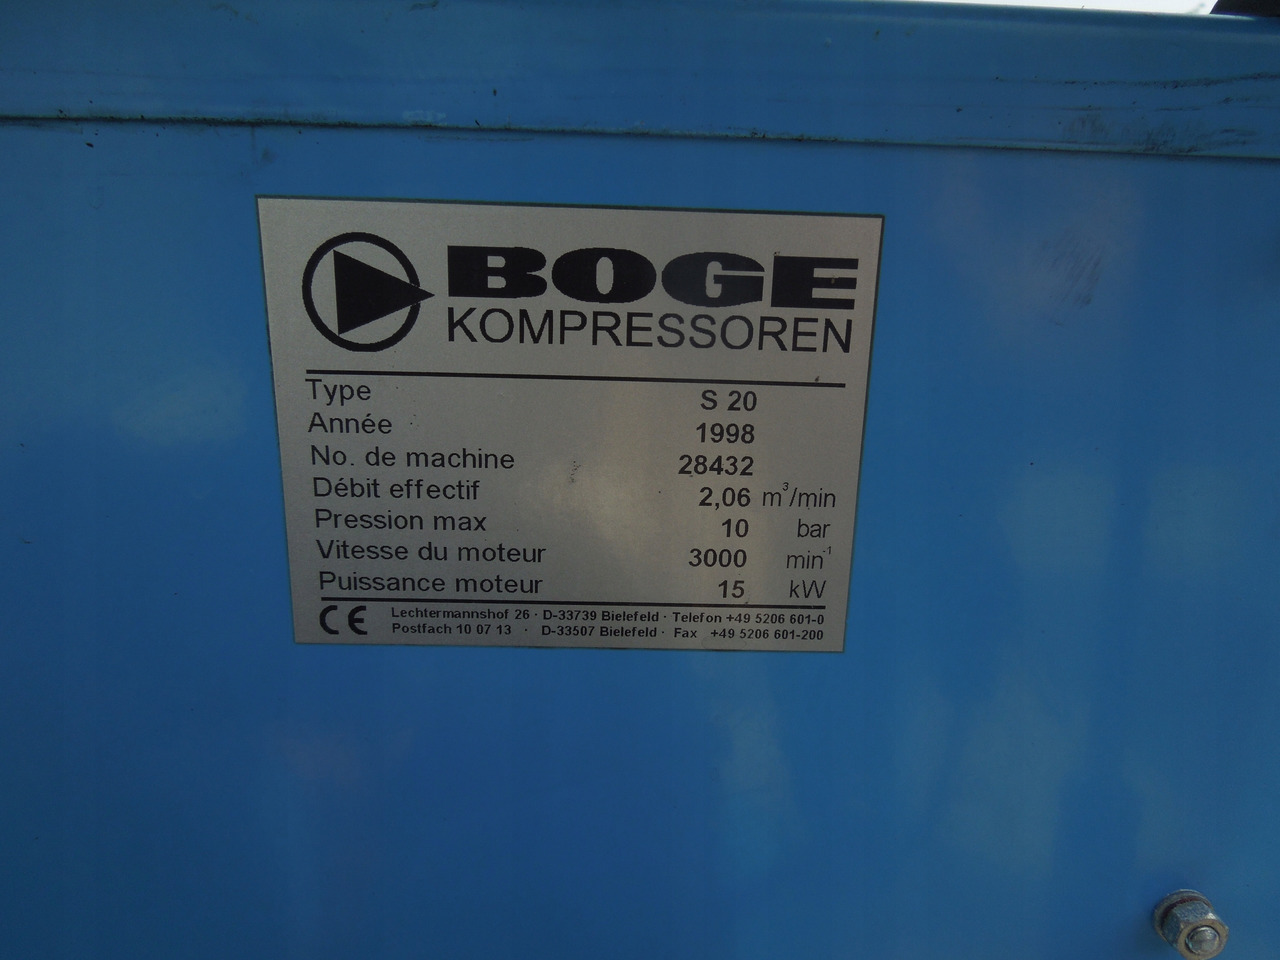 BOGE
KOMPRESSOREN
Type S 20
Année 1998
No. de machine 28432
Débit effectif 2,06 m³/min
Pression max 10 bar
Vitesse du moteur 3000 min⁻¹
Puissance moteur 15 kW
CE Lechtermannshof 26 · D-33739 Bielefeld · Telefon +49 5206 601-0
Postfach 10 07 13 · D-33507 Bielefeld · Fax +49 5206 601-200